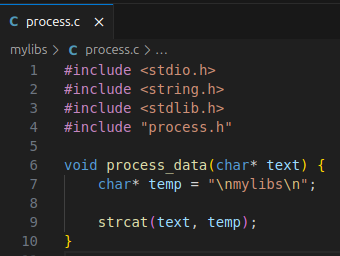 C process.c ×
mylibs > C process.c > ...
1 #include <stdio.h>
2 #include <string.h>
3 #include <stdlib.h>
4 #include "process.h"
5
6 void process_data(char* text) {
7     char* temp = "\nmylibs\n";
8
9     strcat(text, temp);
10 }